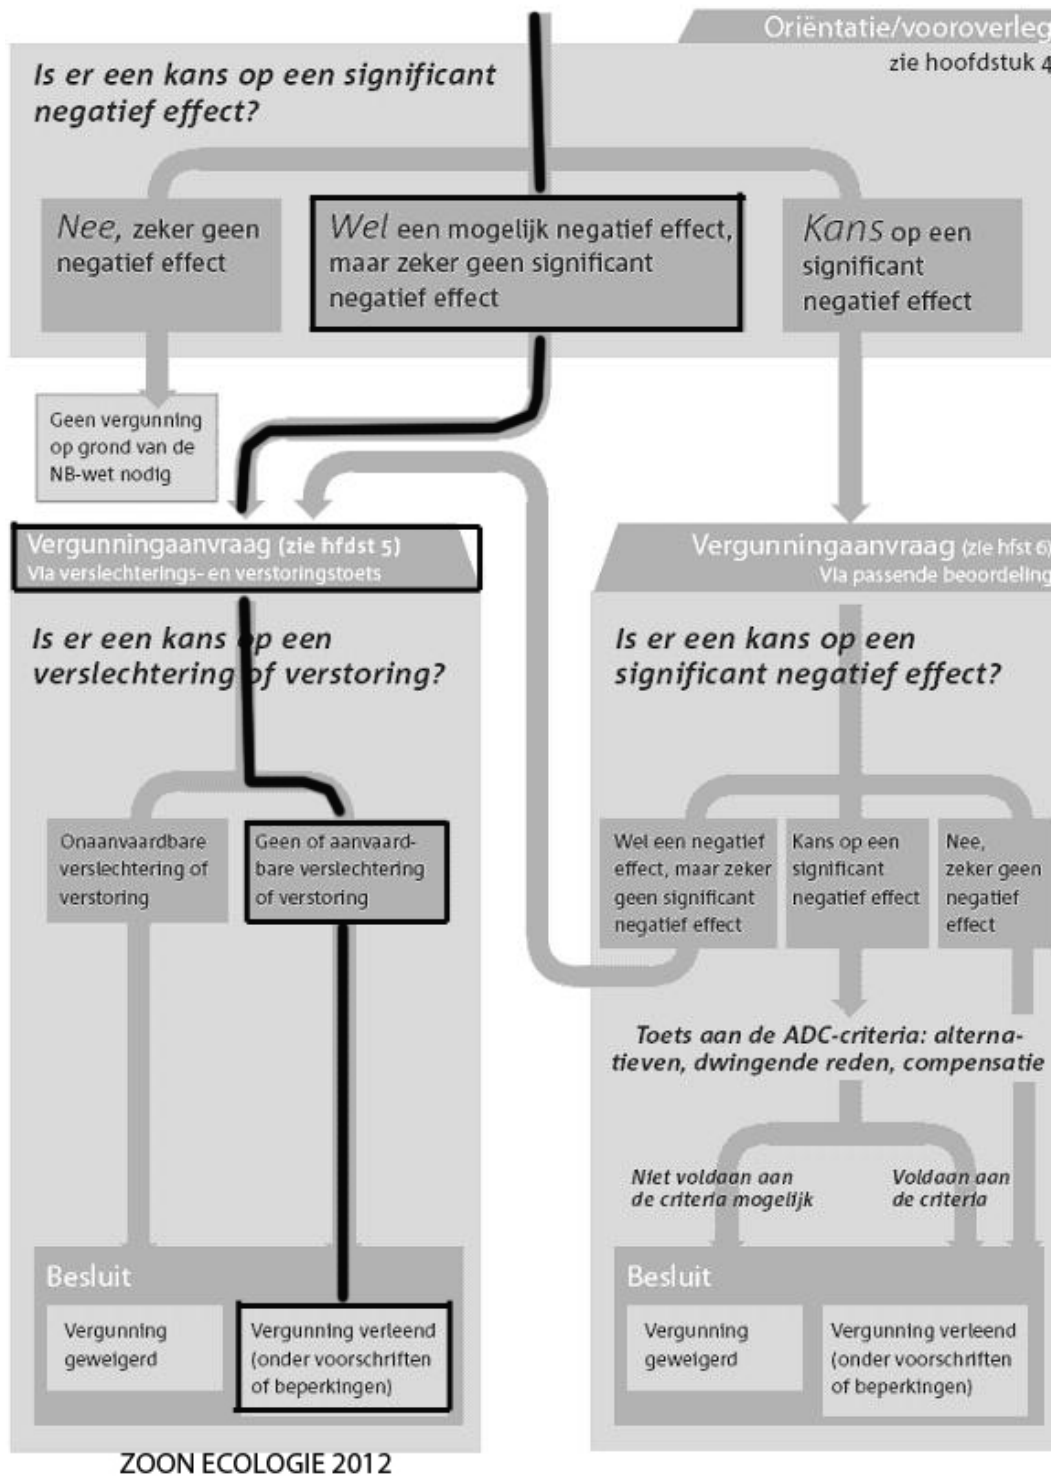 Oriëntatie/vooroverleg
zie hoofdstuk 4
Is er een kans op een significant
negatief effect?
Nee, zeker geen
negatief effect
Wel een mogelijk negatief effect,
maar zeker geen significant
negatief effect
Kans op een
significant
negatief effect
Geen vergunning
op grond van de
NB-wet nodig
Vergunningaanvraag (zie hfdst 5)
Via verslechterings- en verstoringstoets
Is er een kans op een
verslechtering of verstoring?
Onaanvaardbare
verslechtering of
verstoring
Geen of aanvaard-
bare verslechtering
of verstoring
Besluit
Vergunning
geweigerd
Vergunning verleend
(onder voorschriften
of beperkingen)
Vergunningaanvraag (zie hfst 6)
Via passende beoordeling
Is er een kans op een
significant negatief effect?
Wel een negatief
effect, maar zeker
geen significant
negatief effect
Kans op een
significant
negatief effect
Nee,
zeker geen
negatief
effect
Toets aan de ADC-criteria: alterna-
tieven, dwingende reden, compensatie
Niet voldaan aan
de criteria mogelijk
Voldaan aan
de criteria
Besluit
Vergunning
geweigerd
Vergunning verleend
(onder voorschriften
of beperkingen)
ZOON ECOLOGIE 2012